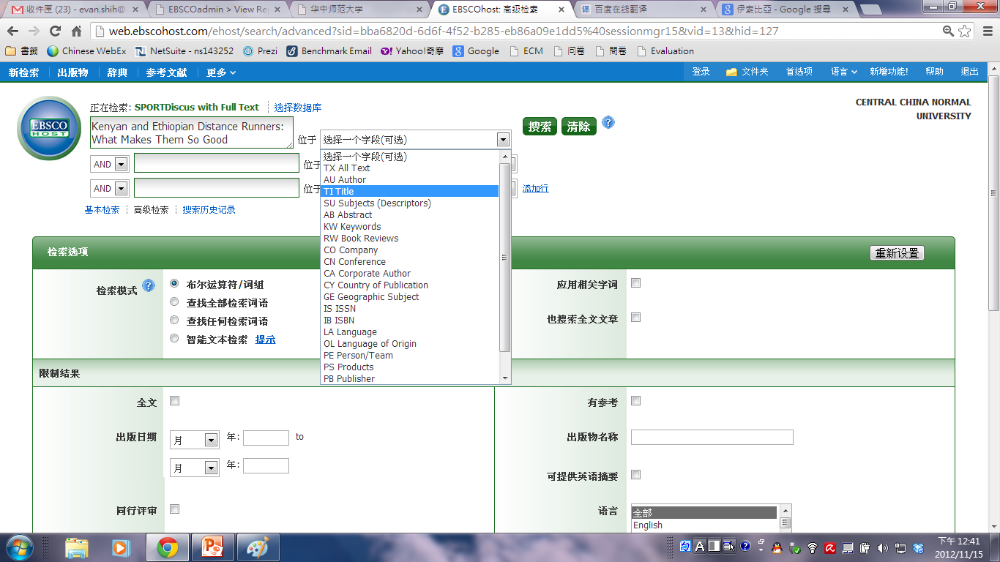 收件匣 (23) - evan.shih@
EBSCOadmin > View Re
华中师范大学
EBSCOhost: 高级检索
百度在线翻译
伊索比亞 - Google 搜尋
web.ebscohost.com/ehost/search/advanced?sid=bba6820d-6d6f-4f52-b285-eb86a09e1dd5%40sessionmgr15&vid=13&hid=127
書籤
Chinese WebEx
NetSuite - ns143252
Prezi
Benchmark Email
Yahoo!奇摩
Google
ECM
问卷
問卷
Evaluation
新检索
出版物
辞典
参考文献
更多
登录
文件夹
首选项
语言
新增功能!
帮助
退出
EBSCO
HOST
正在检索: SPORTDiscus with Full Text
选择数据库
CENTRAL CHINA NORMAL
UNIVERSITY
Kenyan and Ethiopian Distance Runners:
What Makes Them So Good
位于
选择一个字段(可选)
搜索
清除
AND
位于
AND
位于
添加行
选择一个字段(可选)
TX All Text
AU Author
TI Title
SU Subjects (Descriptors)
AB Abstract
KW Keywords
RW Book Reviews
CO Company
CN Conference
CA Corporate Author
CY Country of Publication
GE Geographic Subject
IS ISSN
IB ISBN
LA Language
OL Language of Origin
PE Person/Team
PS Products
PB Publisher
基本检索
高级检索
搜索历史记录
检索选项
重新设置
检索模式
布尔运算符/词组
查找全部检索词语
查找任何检索词语
智能文本检索 提示
应用相关字词
也搜索全文文章
限制结果
全文
有参考
出版日期
月
年:
to
月
年:
出版物名称
可提供英语摘要
同行评审
语言
全部
English
下午 12:41
2012/11/15